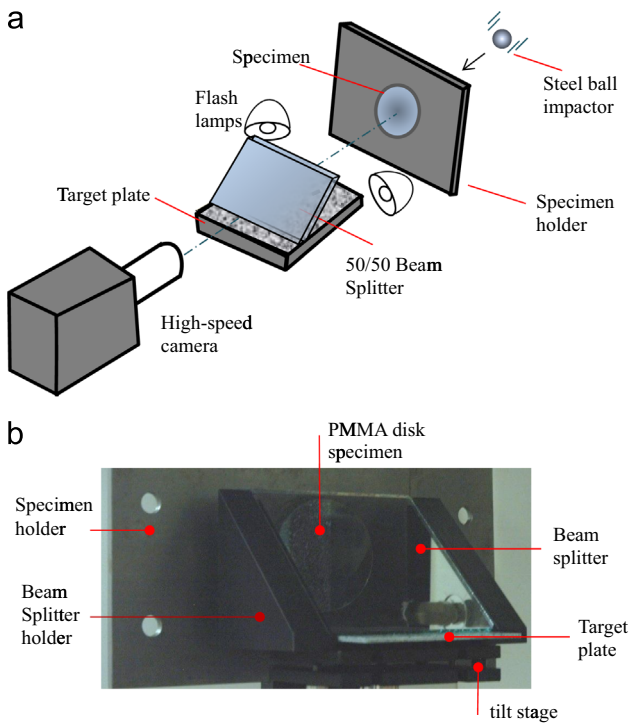 a
Specimen
Steel ball
impactor
Flash
lamps
Target plate
Specimen
holder
50/50 Beam
Splitter
High-speed
camera
b
PMMA disk
specimen
Specimen
holder
Beam
splitter
Beam
Splitter
holder
Target
plate
tilt stage